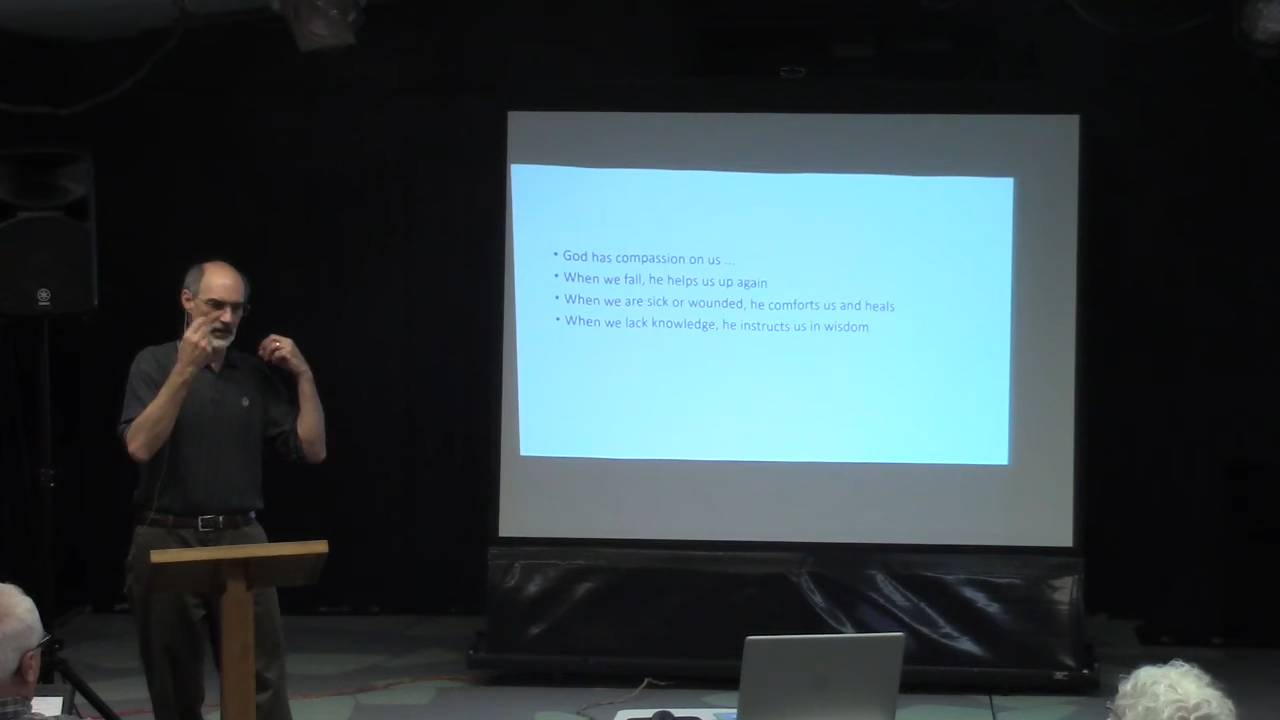 • God has compassion on us ...
• When we fall, he helps us up again
• When we are sick or wounded, he comforts us and heals
• When we lack knowledge, he instructs us in wisdom